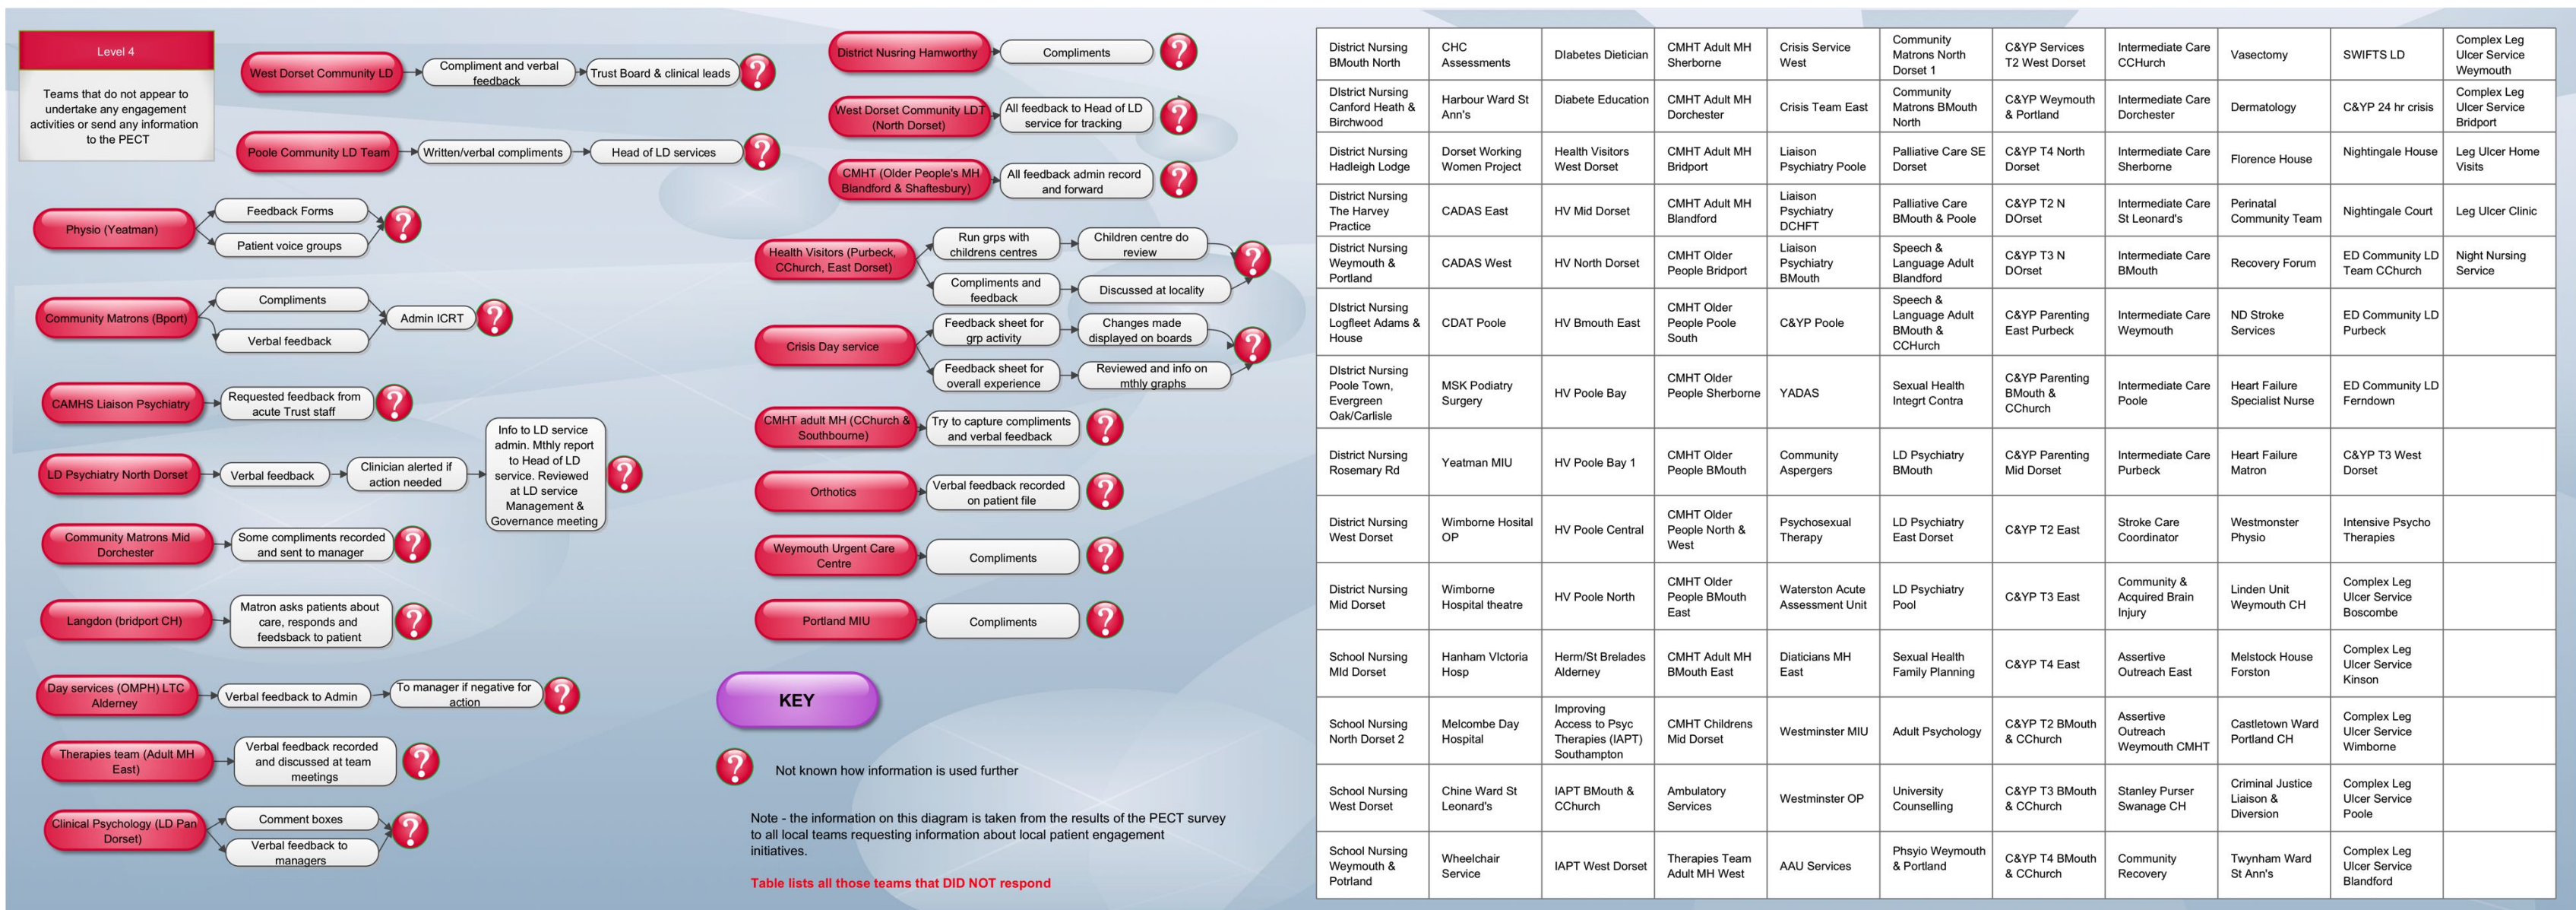 Level 4
Teams that do not appear to
undertake any engagement
activities or send any information
to the PECT
West Dorset Community LD
Compliment and verbal
feedback
Trust Board & clinical leads
?
Poole Community LD Team
Written/verbal compliments
Head of LD services
?
Physio (Yeatman)
Feedback Forms
Patient voice groups
?
Community Matrons (Bport)
Compliments
Verbal feedback
Admin ICRT
?
CAMHS Liaison Psychiatry
Requested feedback from
acute Trust staff
?
LD Psychiatry North Dorset
Verbal feedback
Clinician alerted if
action needed
Info to LD service
admin. Mthly report
to Head of LD
service. Reviewed
at LD service
Management &
Governance meeting
?
Community Matrons Mid
Dorchester
Some compliments recorded
and sent to manager
?
Langdon (bridport CH)
Matron asks patients about
care, responds and
feedsback to patient
?
Day services (OMPH) LTC
Alderney
Verbal feedback to Admin
To manager if negative for
action
?
Therapies team (Adult MH
East)
Verbal feedback recorded
and discussed at team
meetings
?
Clinical Psychology (LD Pan
Dorset)
Comment boxes
Verbal feedback to
managers
?
District Nusring Hamworthy
Compliments
?
West Dorset Community LDT
(North Dorset)
All feedback to Head of LD
service for tracking
?
CMHT (Older People's MH
Blandford & Shaftesbury)
All feedback admin record
and forward
?
Health Visitors (Purbeck,
CChurch, East Dorset)
Run grps with
childrens centres
Children centre do
review
Compliments and
feedback
Discussed at locality
?
Crisis Day service
Feedback sheet for
grp activity
Changes made
displayed on boards
Feedback sheet for
overall experience
Reviewed and info on
mthly graphs
?
CMHT adult MH (CChurch &
Southbourne)
Try to capture compliments
and verbal feedback
?
Orthotics
Verbal feedback recorded
on patient file
?
Weymouth Urgent Care
Centre
Compliments
?
Portland MIU
Compliments
?
KEY
?
Not known how information is used further
Note - the information on this diagram is taken from the results of the PECT survey
to all local teams requesting information about local patient engagement
initiatives.
Table lists all those teams that DID NOT respond
District Nursing
BMouth North
CHC
Assessments
DIabetes Dietician
CMHT Adult MH
Sherborne
Crisis Service
West
Community
Matrons North
Dorset 1
C&YP Services
T2 West Dorset
Intermediate Care
CCHurch
Vasectomy
SWIFTS LD
Complex Leg
Ulcer Service
Weymouth
DIstrict Nursing
Canford Heath &
Birchwood
Harbour Ward St
Ann's
Diabete Education
CMHT Adult MH
Dorchester
Crisis Team East
Community
Matrons BMouth
North
C&YP Weymouth
& Portland
Intermediate Care
Dorchester
Dermatology
C&YP 24 hr crisis
Complex Leg
Ulcer Service
Bridport
District Nursing
Hadleigh Lodge
Dorset Working
Women Project
Health Visitors
West Dorset
CMHT Adult MH
Bridport
Liaison
Psychiatry Poole
Palliative Care SE
Dorset
C&YP T4 North
Dorset
Intermediate Care
Sherborne
Florence House
Nightingale House
Leg Ulcer Home
Visits
District Nursing
The Harvey
Practice
CADAS East
HV Mid Dorset
CMHT Adult MH
Blandford
Liaison
Psychiatry
DCHFT
Palliative Care
BMouth & Poole
C&YP T2 N
DOrset
Intermediate Care
St Leonard's
Perinatal
Community Team
Nightingale Court
Leg Ulcer Clinic
District Nursing
Weymouth &
Portland
CADAS West
HV North Dorset
CMHT Older
People Bridport
Liaison
Psychiatry
BMouth
Speech &
Language Adult
Blandford
C&YP T3 N
DOrset
Intermediate Care
BMouth
Recovery Forum
ED Community LD
Team CChurch
Night Nursing
Service
DIstrict Nursing
Logfleet Adams &
House
CDAT Poole
HV Bmouth East
CMHT Older
People Poole
South
C&YP Poole
Speech &
Language Adult
BMouth &
CCHurch
C&YP Parenting
East Purbeck
Intermediate Care
Weymouth
ND Stroke
Services
ED Community LD
Purbeck
DIstrict Nursing
Poole Town,
Evergreen
Oak/Carlisle
MSK Podiatry
Surgery
HV Poole Bay
CMHT Older
People Sherborne
YADAS
Sexual Health
Integrt Contra
C&YP Parenting
BMouth &
CChurch
Intermediate Care
Poole
Heart Failure
Specialist Nurse
ED Community LD
Ferndown
District Nursing
Rosemary Rd
Yeatman MIU
HV Poole Bay 1
CMHT Older
People BMouth
Community
Aspergers
LD Psychiatry
BMouth
C&YP Parenting
Mid Dorset
Intermediate Care
Purbeck
Heart Failure
Matron
C&YP T3 West
Dorset
District Nursing
West Dorset
Wimborne Hosital
OP
HV Poole Central
CMHT Older
People North &
West
Psychosexual
Therapy
LD Psychiatry
East Dorset
C&YP T2 East
Stroke Care
Coordinator
Westmonster
Physio
Intensive Psycho
Therapies
District Nursing
Mid Dorset
Wimborne
Hospital theatre
HV Poole North
CMHT Older
People BMouth
East
Waterston Acute
Assessment Unit
LD Psychiatry
Pool
C&YP T3 East
Community &
Acquired Brain
Injury
Linden Unit
Weymouth CH
Complex Leg
Ulcer Service
Boscombe
School Nursing
MId Dorset
Hanham VIctoria
Hosp
Herm/St Brelades
Alderney
CMHT Adult MH
BMouth East
Diaticians MH
East
Sexual Health
Family Planning
C&YP T4 East
Assertive
Outreach East
Melstock House
Forston
Complex Leg
Ulcer Service
Kinson
School Nursing
North Dorset 2
Melcombe Day
Hospital
Improving
Access to Psyc
Therapies (IAPT)
Southampton
CMHT Childrens
Mid Dorset
Westminster MIU
Adult Psychology
C&YP T2 BMouth
& CChurch
Assertive
Outreach
Weymouth CMHT
Castletown Ward
Portland CH
Complex Leg
Ulcer Service
Wimborne
School Nursing
West Dorset
Chine Ward St
Leonard's
IAPT BMouth &
CChurch
Ambulatory
Services
Westminster OP
University
Counselling
C&YP T3 BMouth
& CChurch
Stanley Purser
Swanage CH
Criminal Justice
Liaison &
Diversion
Complex Leg
Ulcer Service
Poole
School Nursing
Weymouth &
Potrland
Wheelchair
Service
IAPT West Dorset
Therapies Team
Adult MH West
AAU Services
Phsyio Weymouth
& Portland
C&YP T4 BMouth
& CChurch
Community
Recovery
Twynham Ward
St Ann's
Complex Leg
Ulcer Service
Blandford